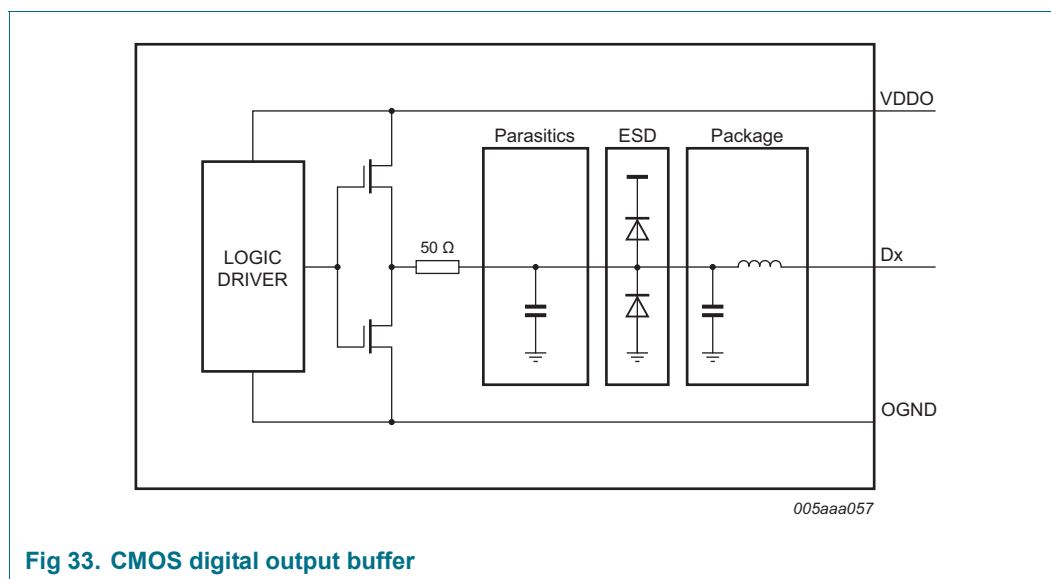 VDDO
Parasitics
ESD
Package
50 Ω
LOGIC
DRIVER
Dx
OGND
005aaa057
Fig 33. CMOS digital output buffer